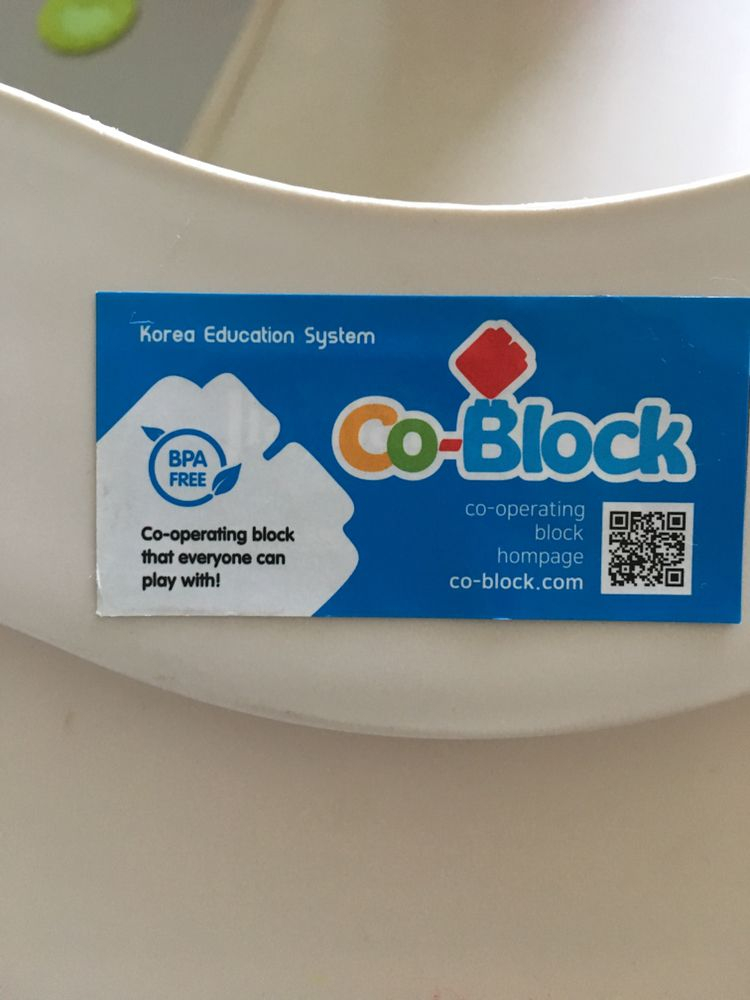 Korea Education System
Co-Block
BPA
FREE
Co-operating block
that everyone can
play with!
co-operating
block
hompage
co-block.com